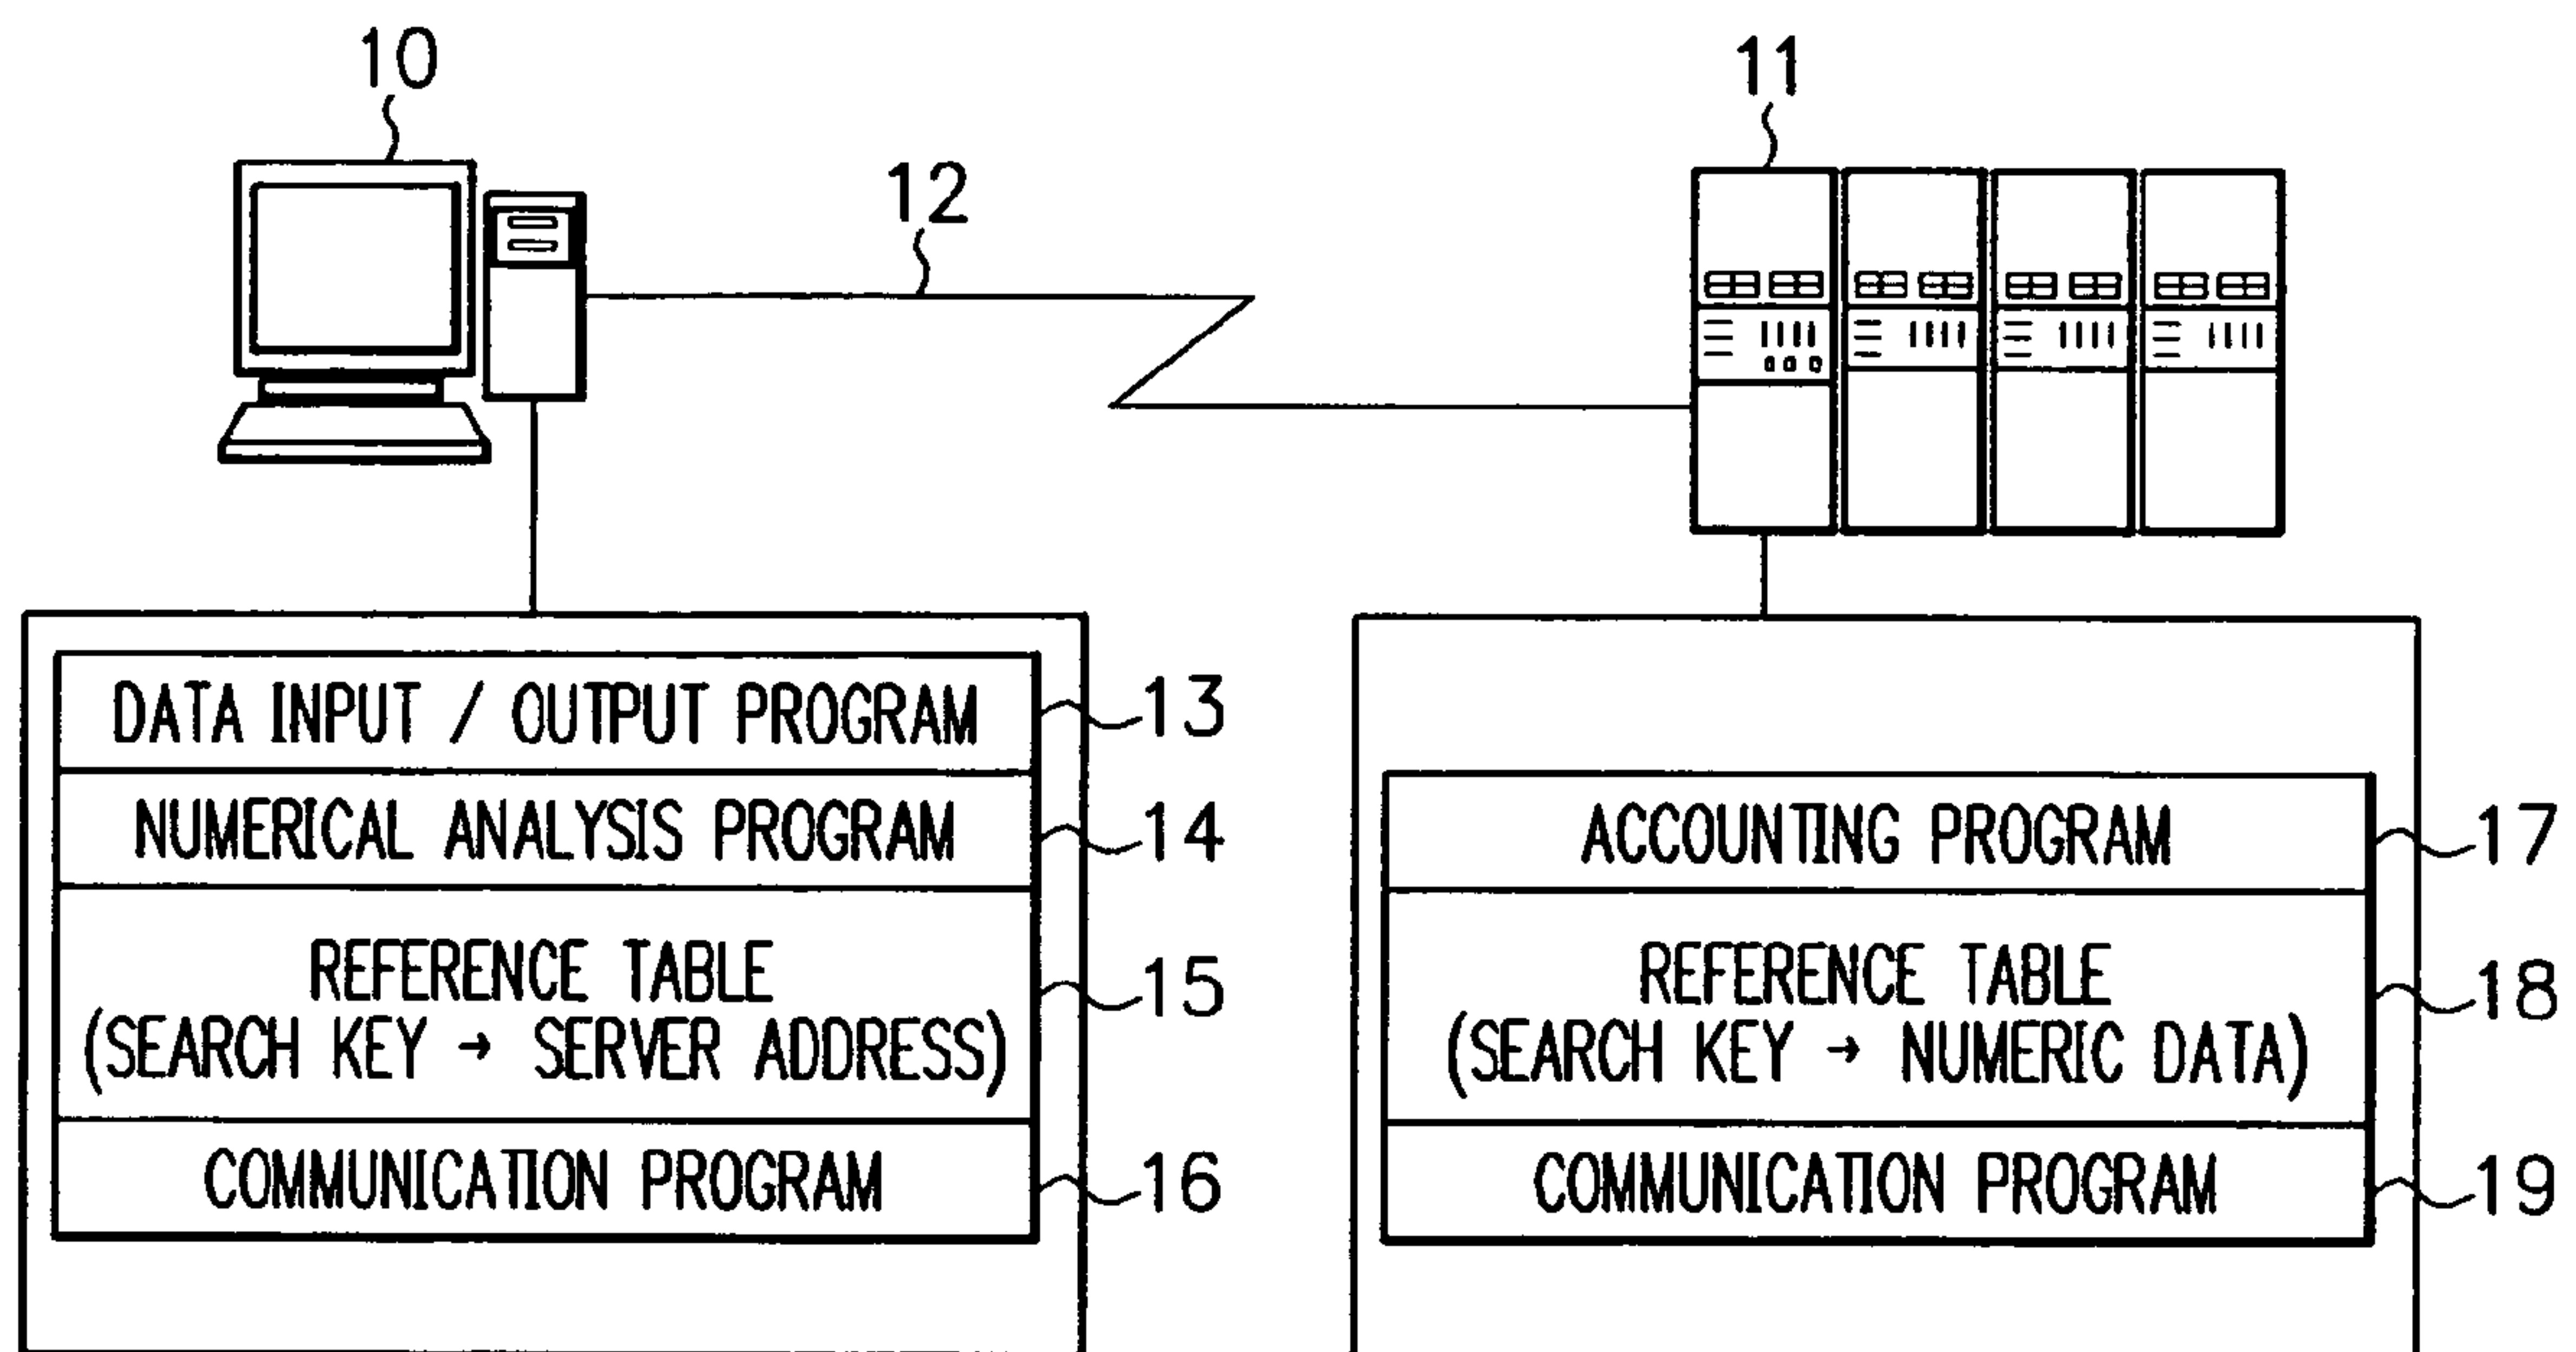 10
11
12
DATA INPUT / OUTPUT PROGRAM
13
NUMERICAL ANALYSIS PROGRAM
14
REFERENCE TABLE
(SEARCH KEY → SERVER ADDRESS)
15
COMMUNICATION PROGRAM
16
ACCOUNTING PROGRAM
17
REFERENCE TABLE
(SEARCH KEY → NUMERIC DATA)
18
COMMUNICATION PROGRAM
19